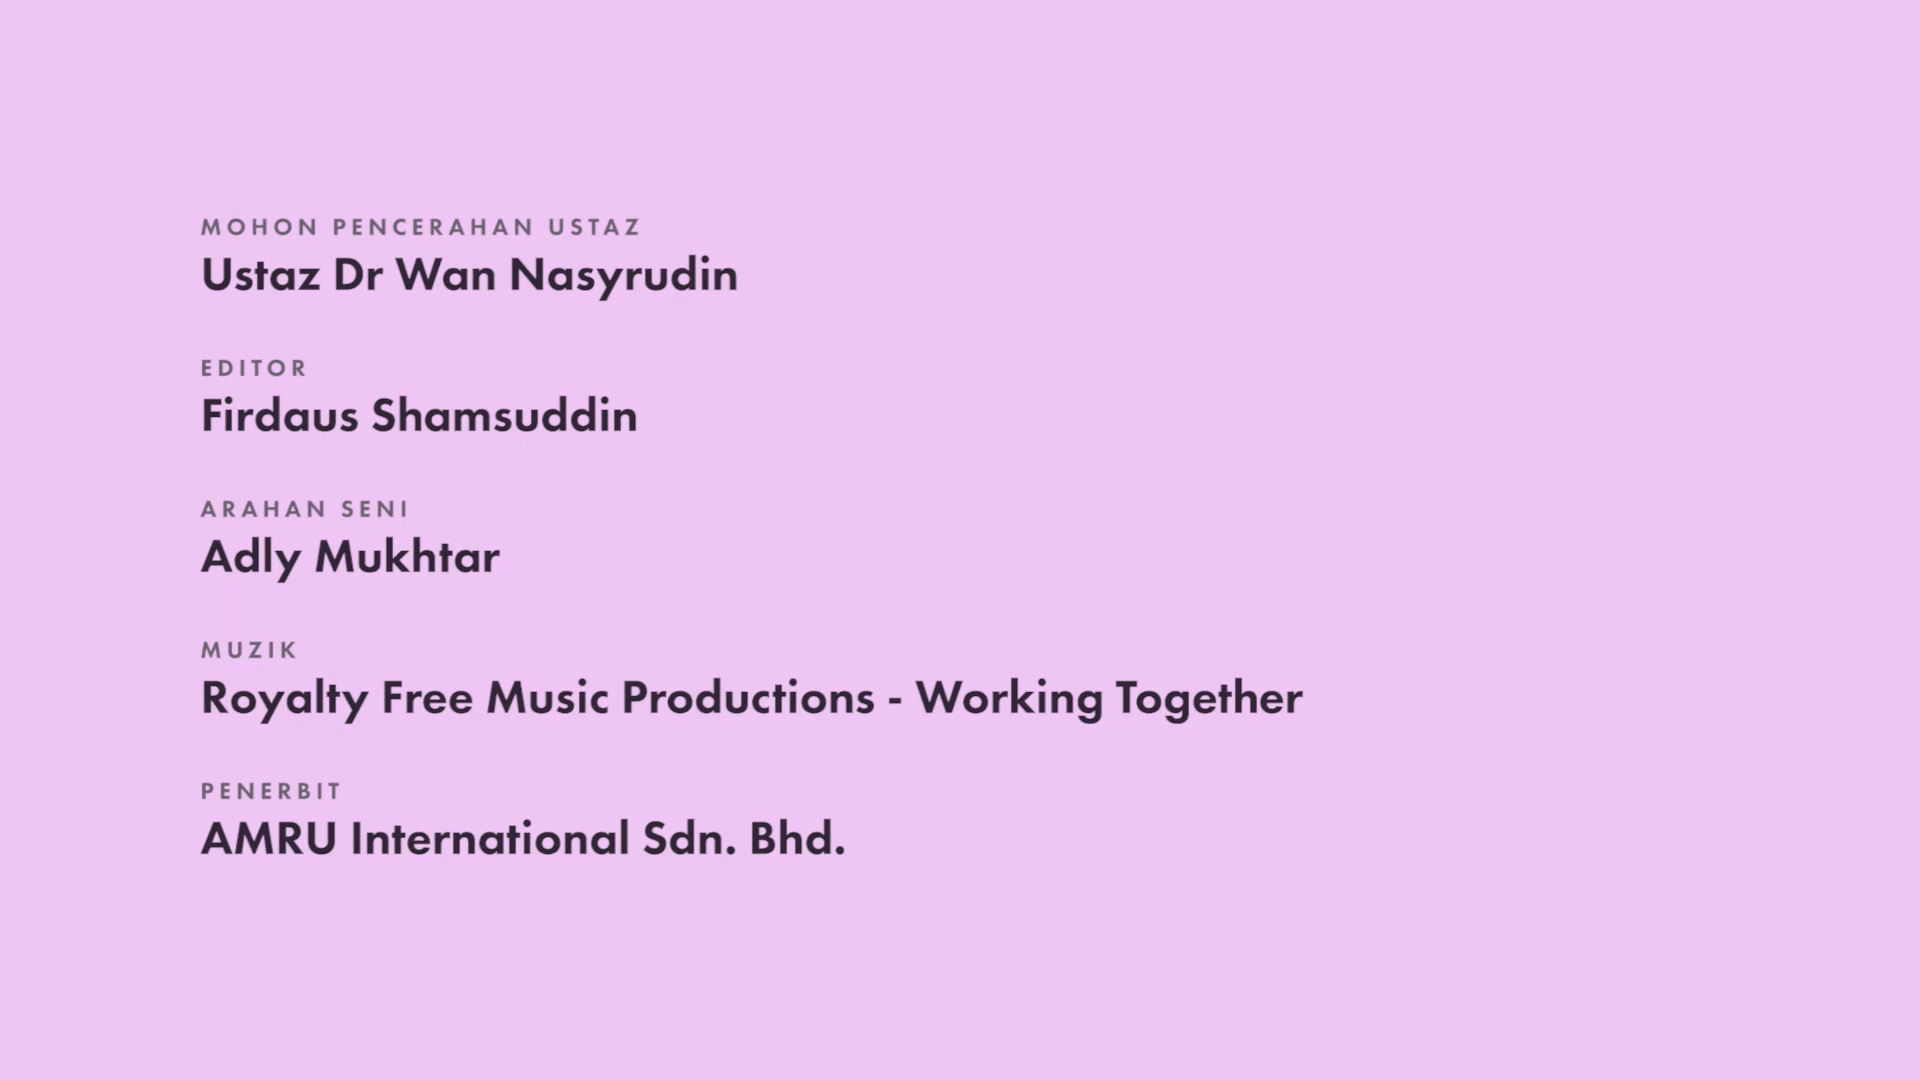 MOHON PENCERAHAN USTAZ
Ustaz Dr Wan Nasyrudin
EDITOR
Firdaus Shamsuddin
ARAHAN SENI
Adly Mukhtar
MUZIK
Royalty Free Music Productions - Working Together
PENERBIT
AMRU International Sdn. Bhd.